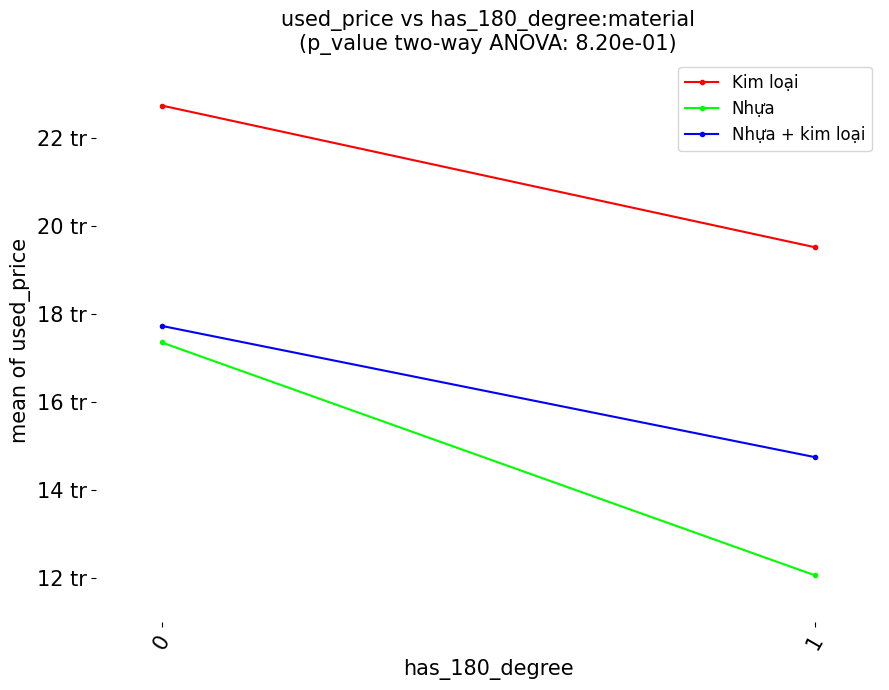 used_price vs has_180_degree:material
(p_value two-way ANOVA: 8.20e-01)
Kim loại
Nhựa
Nhựa + kim loại
mean of used_price
22 tr
20 tr
18 tr
16 tr
14 tr
12 tr
0
1
has_180_degree